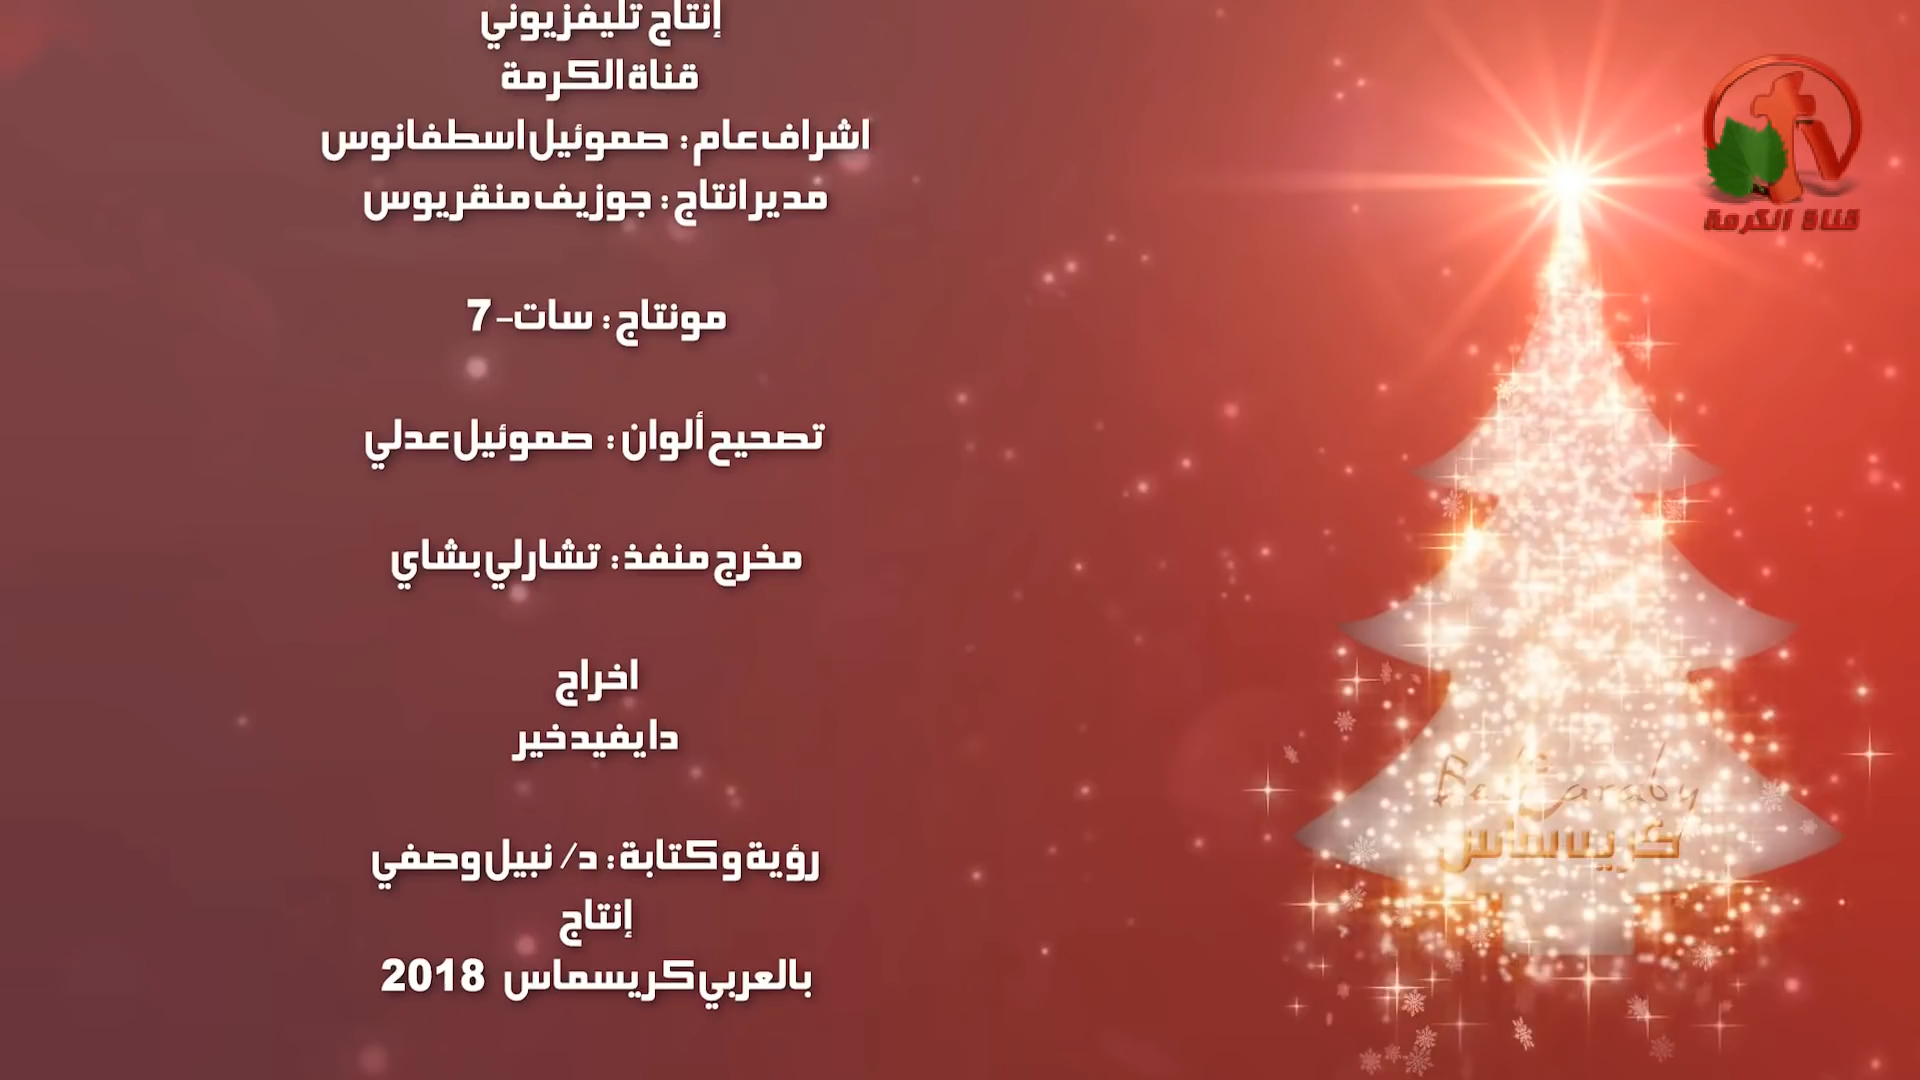 إنتاج تليفزيوني
قناة الكرمة
اشراف عام : صموئيل اسطفانوس
مدير انتاج : جوزيف منقريوس
مونتاج : سات-7
تصحيح ألوان : صموئيل عدلي
مخرج منفذ : تشارلي بشاي
اخراج
دايفيد خير
رؤية وكتابة : د/ نبيل وصفي
إنتاج
بالعربي كريسماس 2018
tv
قناة الكرمة
Bel araby
كريسماس